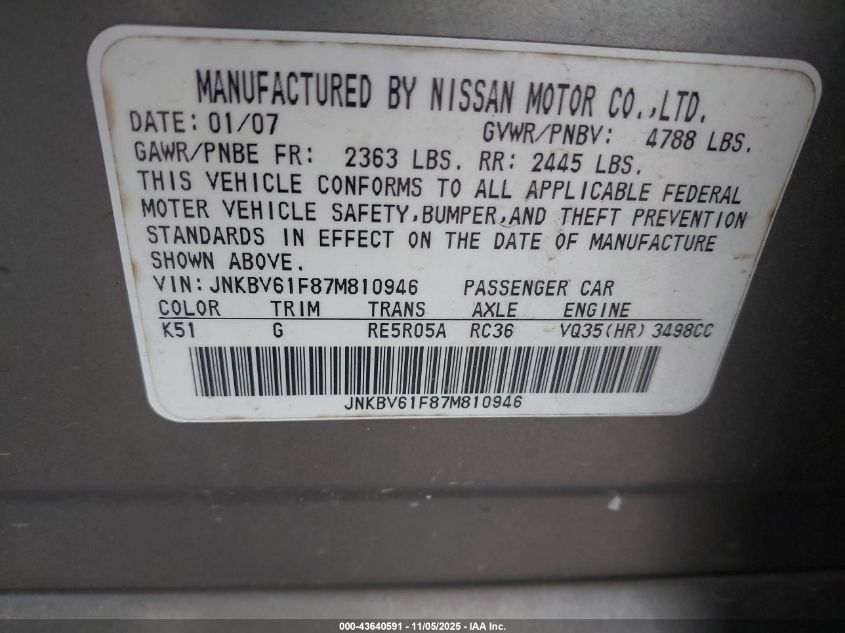 MANUFACTURED BY NISSAN MOTOR CO.,LTD.
DATE: 01/07 GVWR/PNBV: 4788 LBS.
GAWR/PNBE FR: 2363 LBS. RR: 2445 LBS.
THIS VEHICLE CONFORMS TO ALL APPLICABLE FEDERAL
MOTER VEHICLE SAFETY,BUMPER,AND THEFT PREVENTION
STANDARDS IN EFFECT ON THE DATE OF MANUFACTURE
SHOWN ABOVE.
VIN: JNKBV61F87M810946 PASSENGER CAR
COLOR TRIM TRANS AXLE ENGINE
K51 G RE5R05A RC36 VQ35(HR) 3498CC
JNKBV61F87M810946
000-43640591 - 11/05/2025 - IAA Inc.